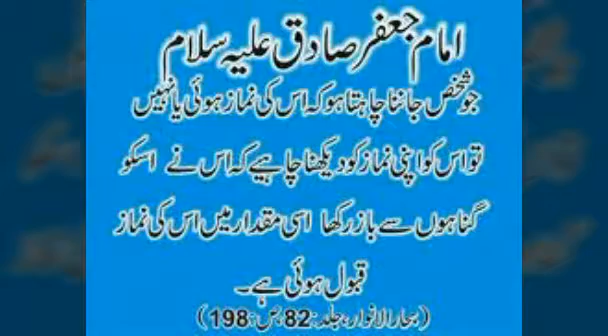 امام جعفر صادق علیہ سلام
جو شخص جاننا چاہتا ہو کہ اس کی نماز ہوئی یا نہیں
تو اس کو اپنی نماز کو دیکھنا چاہیے کہ اس نے اسکو
گناہوں سے باز رکھا اسی مقدار میں اس کی نماز
قبول ہوئی ہے۔
(بحارالانوار، جلد:82،ص:198)